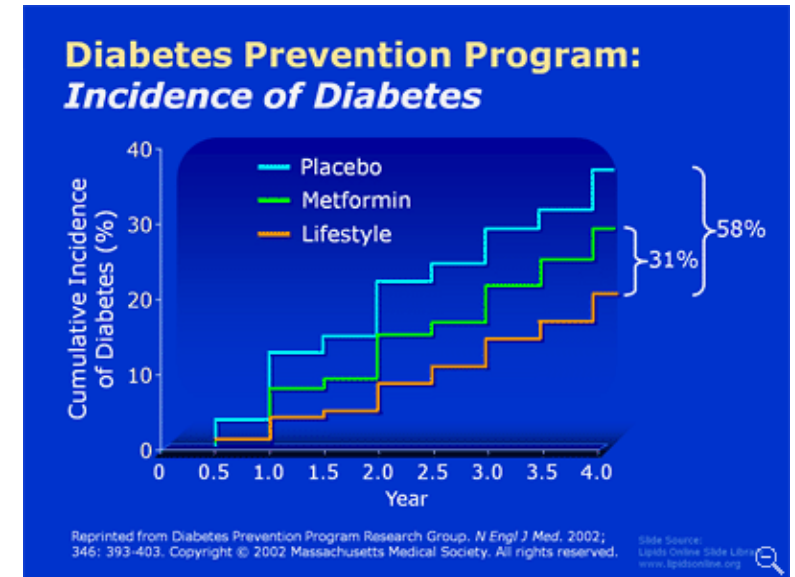 Diabetes Prevention Program:
Incidence of Diabetes
40
30
20
10
0
Cumulative Incidence
of Diabetes (%)
Placebo
Metformin
Lifestyle
31%
58%
0 0.5 1.0 1.5 2.0 2.5 3.0 3.5 4.0
Year
Reprinted from Diabetes Prevention Program Research Group. N Engl J Med. 2002;
346: 393-403. Copyright © 2002 Massachusetts Medical Society. All rights reserved.
Slide Source:
Lipids Online Slide
www.lipidsonline.org